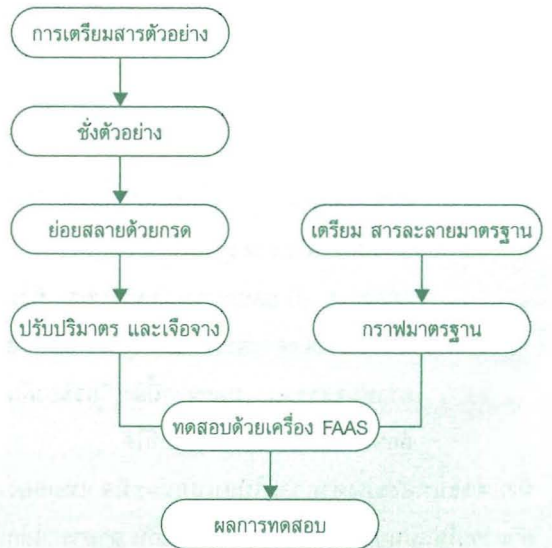 การเตรียมสารตัวอย่าง
ชั่งตัวอย่าง
ย่อยสลายด้วยกรด
เตรียม สารละลายมาตรฐาน
ปรับปริมาตร และเจือจาง
กราฟมาตรฐาน
ทดสอบด้วยเครื่อง FAAS
ผลการทดสอบ